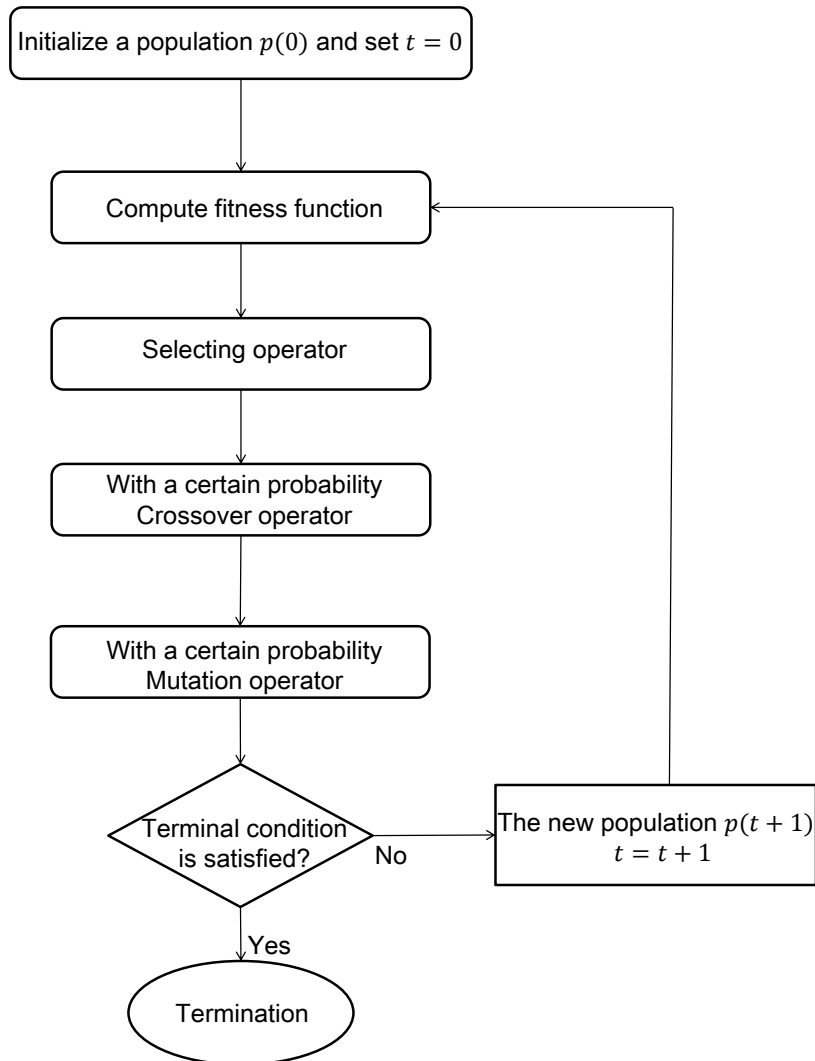 Initialize a population p(0) and set t = 0
Compute fitness function
Selecting operator
With a certain probability
Crossover operator
With a certain probability
Mutation operator
Terminal condition
is satisfied?
No
The new population p(t + 1)
t = t + 1
Yes
Termination